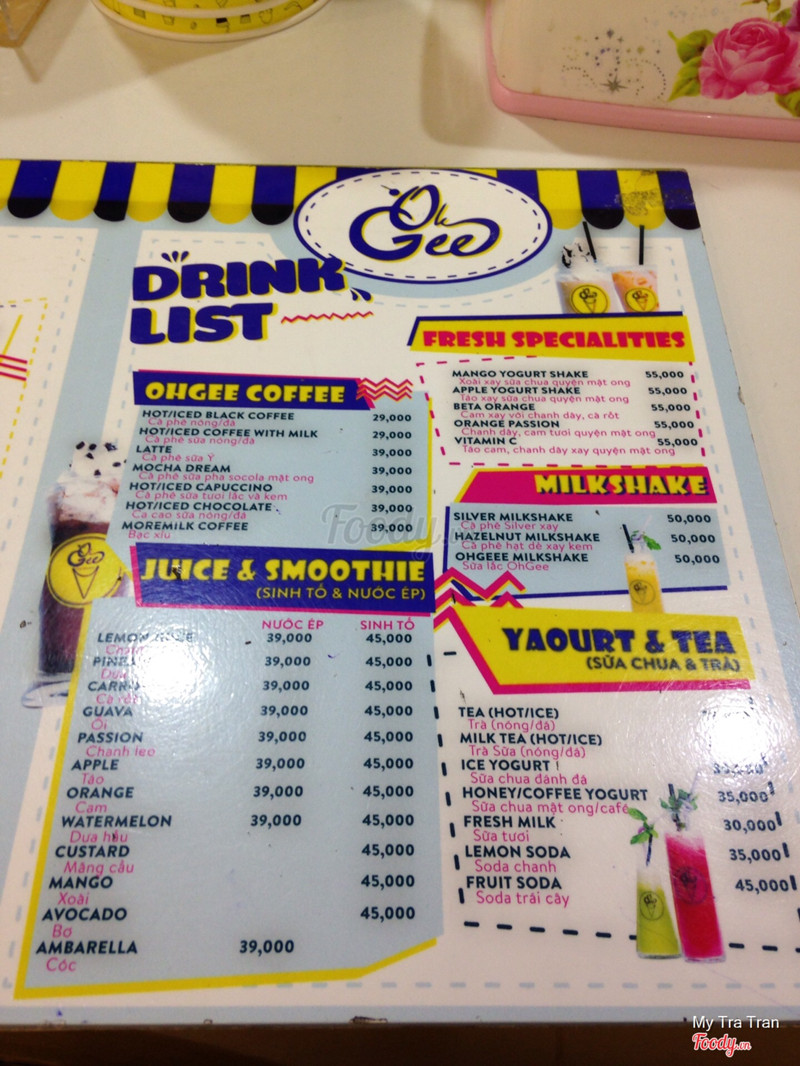 Oh Gee
DRINK LIST
OHGEE COFFEE
HOT/ICED BLACK COFFEE 29,000
Cà phê nóng/đá
HOT/ICED COFFEE WITH MILK 29,000
Cà phê sữa nóng/đá
LATTE 39,000
Cà phê sữa Ý
MOCHA DREAM 39,000
Cà phê sữa pha socola mật ong
HOT/ICED CAPUCCINO 39,000
Cà phê sữa tươi lắc và kem
HOT/ICED CHOCOLATE 39,000
Ca cao sữa nóng/đá
MOREMILK COFFEE 39,000
Bạc xỉu
JUICE & SMOOTHIE
(SINH TỐ & NƯỚC ÉP)
NƯỚC ÉP SINH TỐ
LEMON 39,000 45,000
39,000 45,000
39,000 45,000
Cà rốt
GUAVA 39,000 45,000
Ổi
PASSION 39,000 45,000
Chanh leo
APPLE 39,000 45,000
Táo
ORANGE 39,000 45,000
Cam
WATERMELON 39,000 45,000
Dưa hấu
CUSTARD 45,000
Mãng cầu
MANGO 45,000
Xoài
AVOCADO 45,000
Bơ
AMBARELLA 39,000
Cóc
FRESH SPECIALITIES
MANGO YOGURT SHAKE 55,000
Xoài xay sữa chua quyện mật ong
APPLE YOGURT SHAKE 55,000
Táo xay sữa chua quyện mật ong
BETA ORANGE 55,000
Cam xay với chanh dây, cà rốt
ORANGE PASSION 55,000
Chanh dây, cam tươi quyện mật ong
VITAMIN C 55,000
Táo cam, chanh dây xay quyện mật ong
MILKSHAKE
SILVER MILKSHAKE 50,000
Cà phê Silver xay
HAZELNUT MILKSHAKE 50,000
Cà phê hạt dẻ xay kem
OHGEEE MILKSHAKE 50,000
Sữa lắc OhGee
YAOURT & TEA
(SỮA CHUA & TRÀ)
TEA (HOT/ICE)
Trà (nóng/đá)
MILK TEA (HOT/ICE)
Trà Sữa (nóng/đá)
ICE YOGURT
Sữa chua đánh đá
HONEY/COFFEE YOGURT 35,000
Sữa chua mật ong/café
FRESH MILK 30,000
Sữa tươi
LEMON SODA 35,000
Soda chanh
FRUIT SODA 45,000
Soda trái cây
Foody.vn
My Tra Tran
Foody.vn